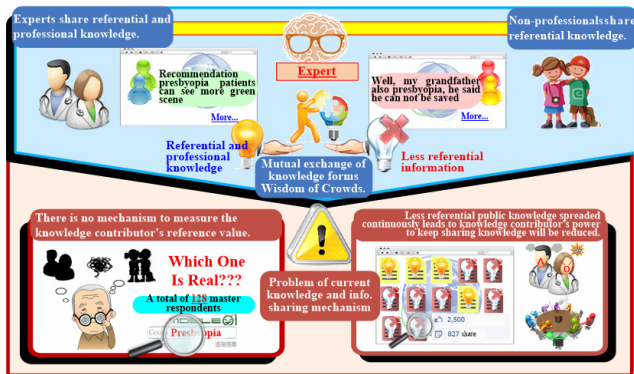 Experts share referential and
professional knowledge.
Non-professionals share
referential knowledge.
Expert
Recommendation
presbyopia patients
can see more green
scene
More...
Well, my grandfather
also presbyopia, he said
he can not be saved
More...
Referential and
professional
knowledge
Less referential
information
Mutual exchange of
knowledge forms
Wisdom of Crowds.
There is no mechanism to measure the
knowledge contributor's reference value.
Less referential public knowledge spreaded
continuously leads to knowledge contributor's power
to keep sharing knowledge will be reduced.
Which One
Is Real???
A total of 128 master
respondents
Presbyopia
Problem of current
knowledge and info.
sharing mechanism
2,500
827 share